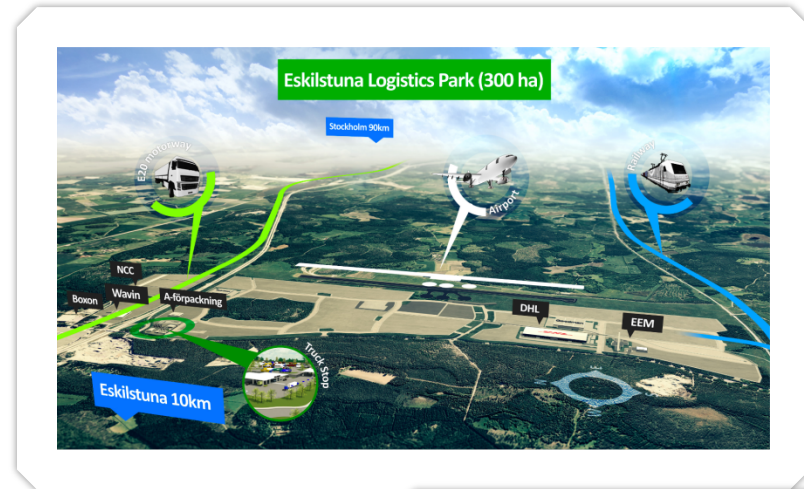 Eskilstuna Logistics Park (300 ha)
Stockholm 90km
E20 motorway
Airport
Railway
NCC
Boxon
Wavin
A-förpackning
DHL
EEM
Truck Stop
Eskilstuna 10km